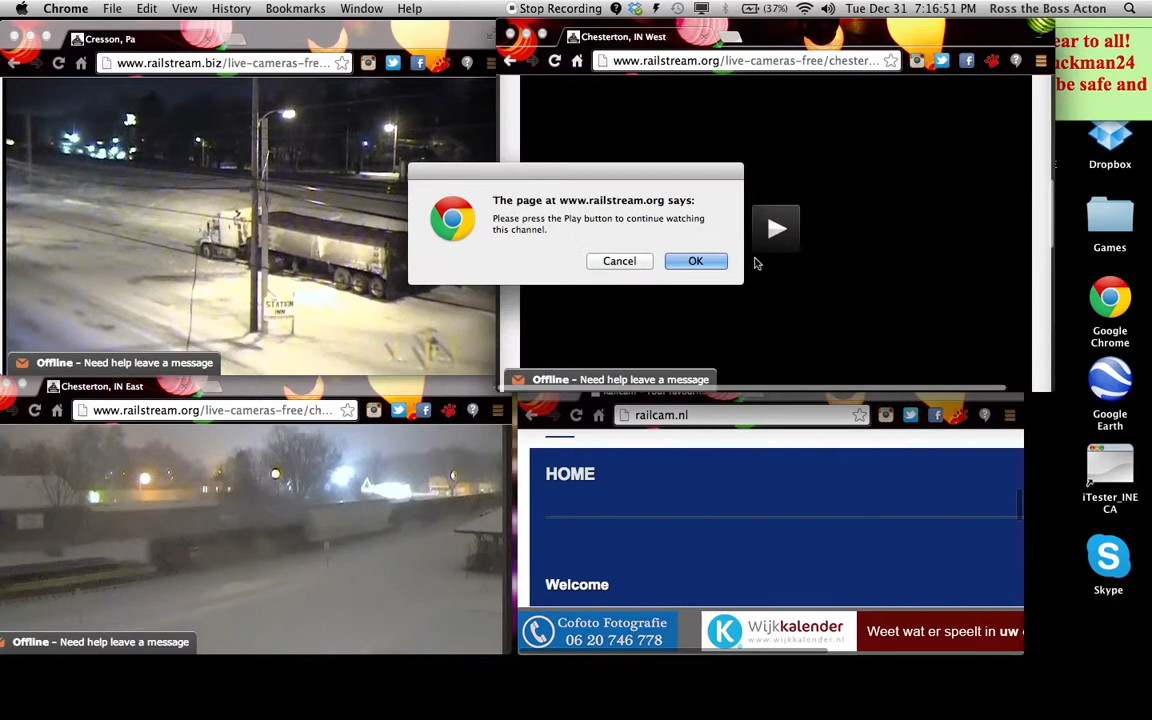 Chrome File Edit View History Bookmarks Window Help Stop Recording (37%) Tue Dec 31 7:16:51 PM Ross the Boss Acton
Cresson, Pa
www.railstream.biz/live-cameras-fre...
Chesterton, IN West
www.railstream.org/live-cameras-free/chester...
ear to all!
uckman24
be safe and
The page at www.railstream.org says:
Please press the Play button to continue watching
this channel.
Cancel OK
STATION
INN
Offline – Need help leave a message
Offline – Need help leave a message
Chesterton, IN East
www.railstream.org/live-cameras-free/ch...
railcam.nl
HOME
Welcome
Cofoto Fotografie
06 20 746 778
K Wijkkalender
www.wijkkalender.nl
Weet wat er speelt in uw
Offline – Need help leave a message
Dropbox
Games
Google
Chrome
Google
Earth
iTester_INE
CA
Skype